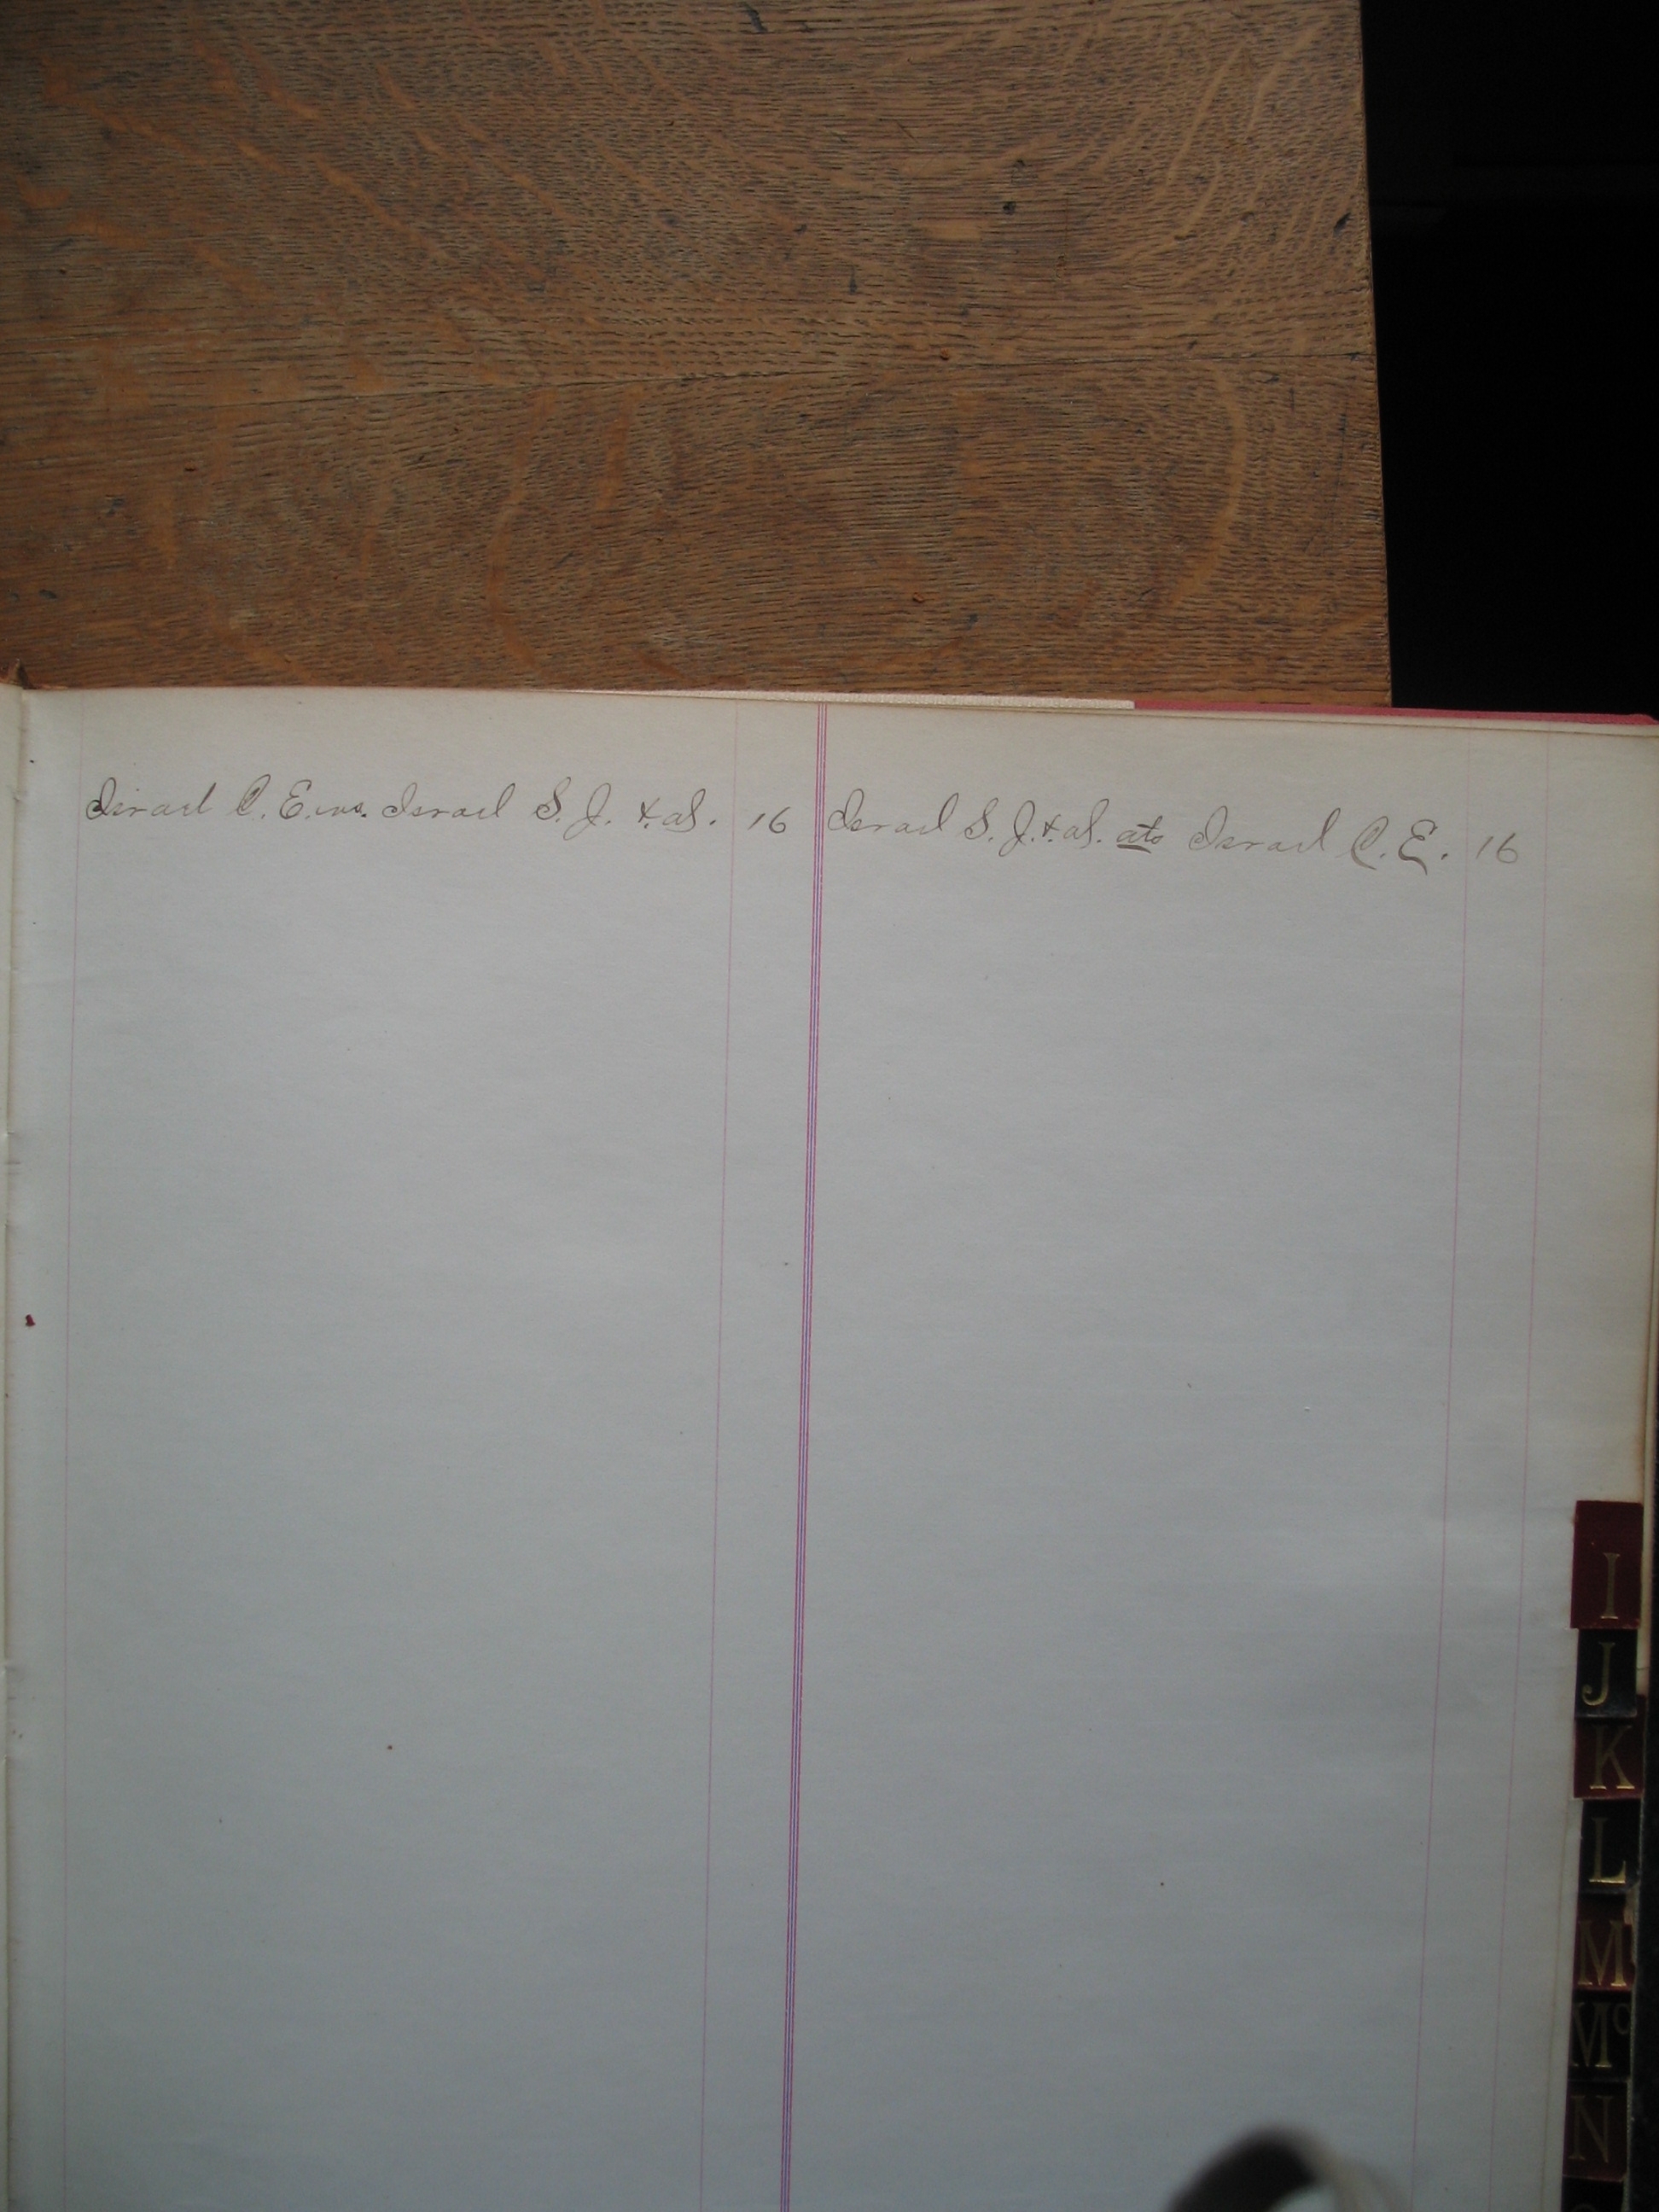 Israel C. E. vs. Israel S. J. & al. 16
Israel S. J. & al. ats Israel C. E. 16
I
J
K
L
M
Mc
N